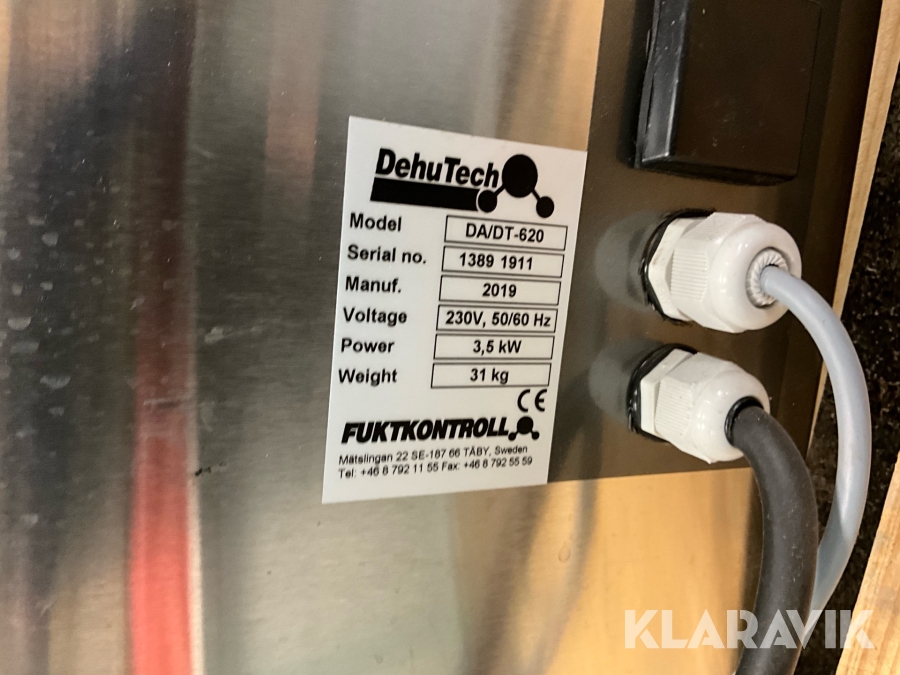 DehuTech
Model DA/DT-620
Serial no. 1389 1911
Manuf. 2019
Voltage 230V, 50/60 Hz
Power 3,5 kW
Weight 31 kg
CE
FUKTKONTROLL
Mätslingan 22 SE-187 66 TÄBY, Sweden
Tel: +46 8 792 11 55 Fax: +46 8 792 55 59
KLARAVIK